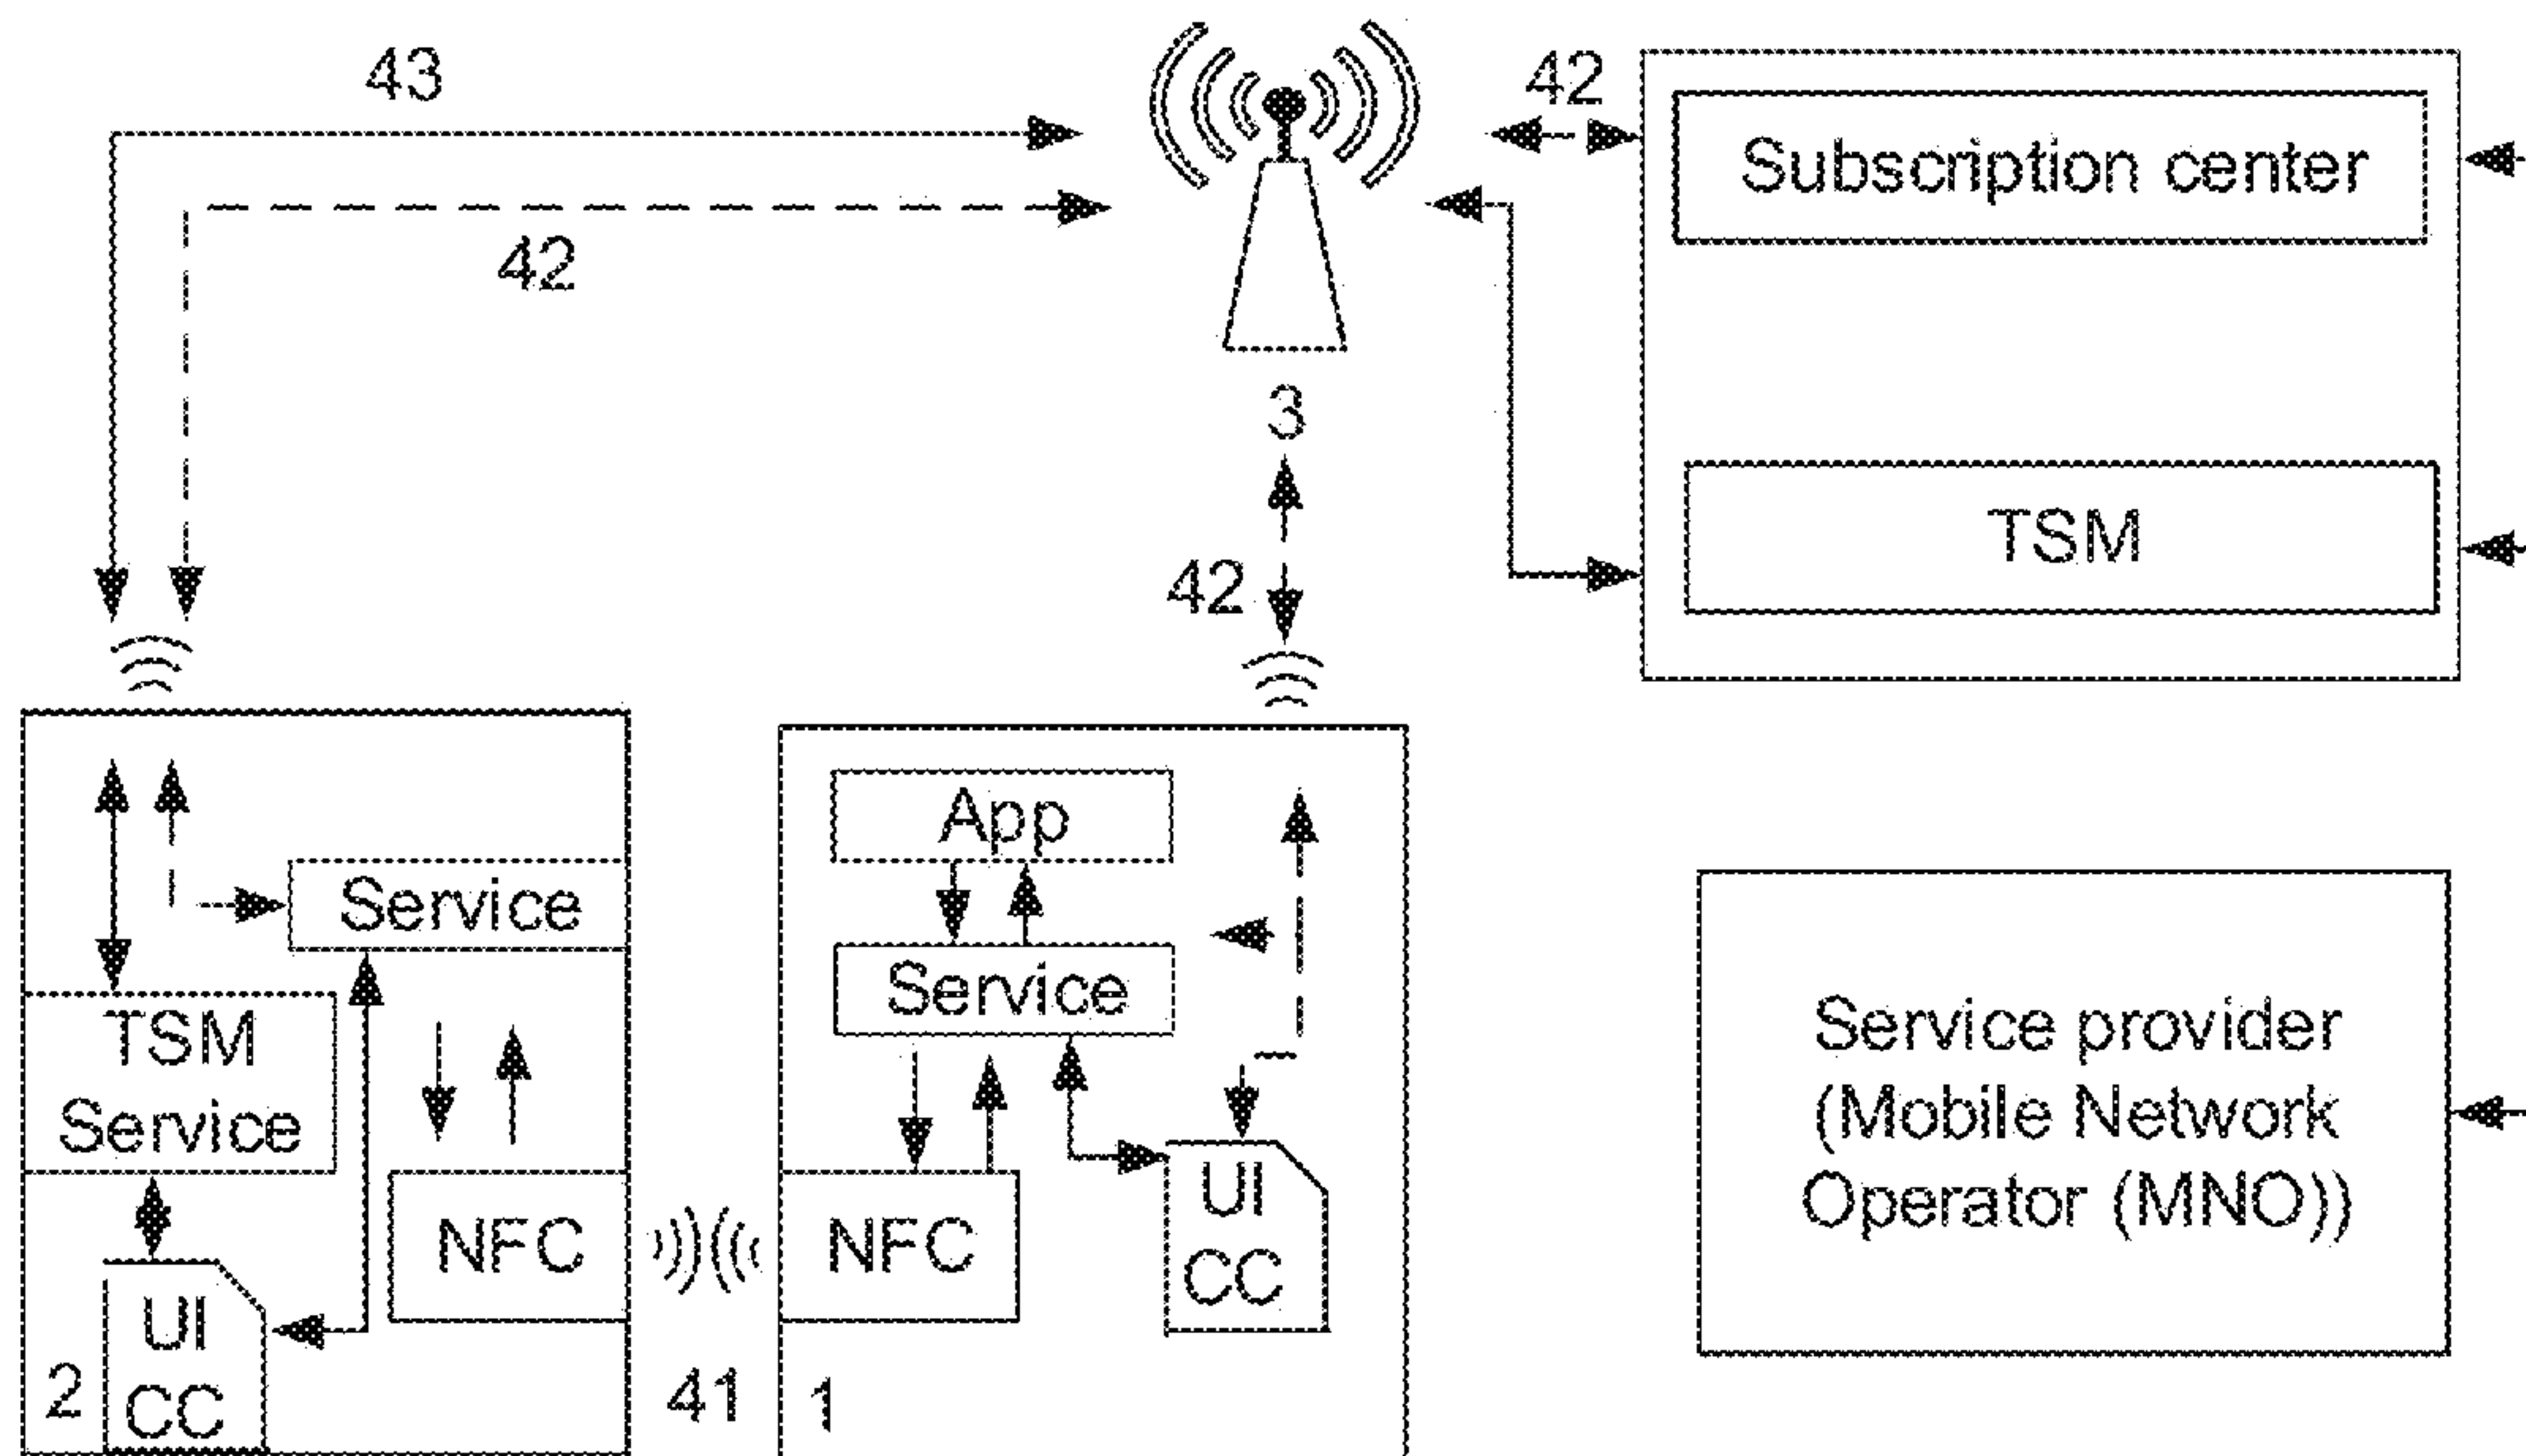 43
42
Subscription center
42
3
TSM
42
App
Service
Service
TSM
Service
NFC
UI
CC
2
41
NFC
UI
CC
1
Service provider
(Mobile Network
Operator (MNO))